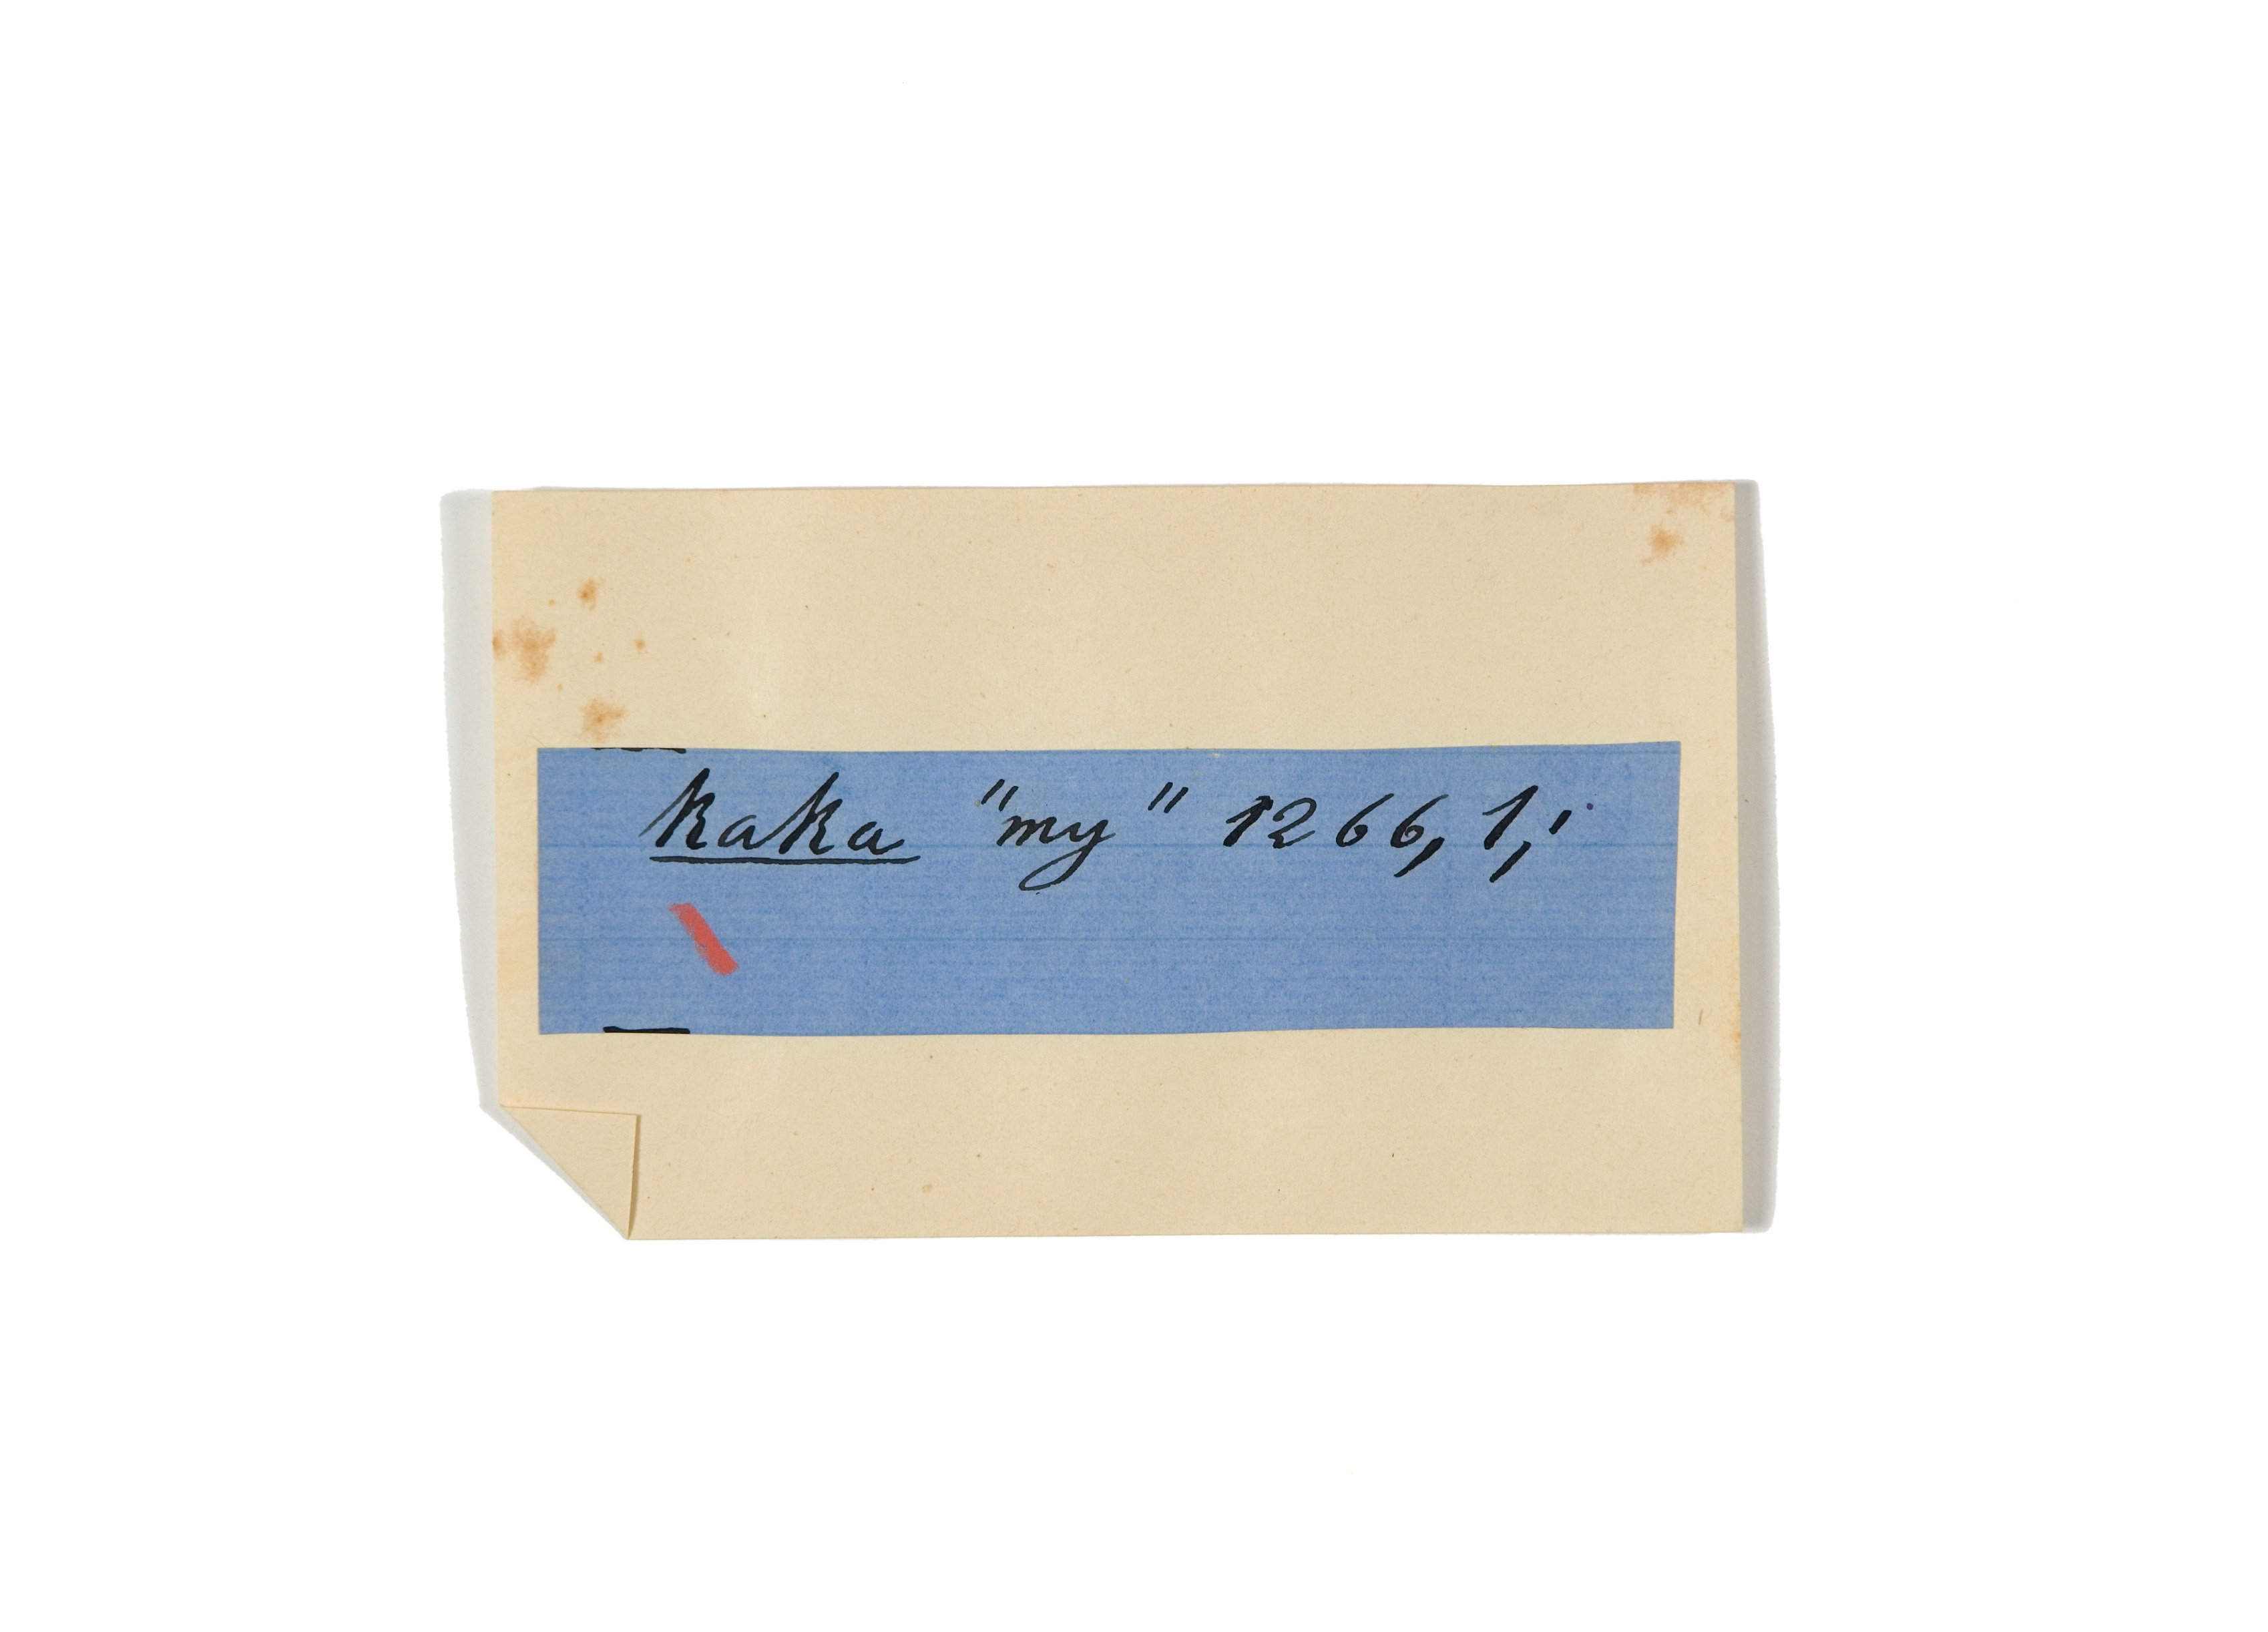 kaka "my" 1266, 1, i